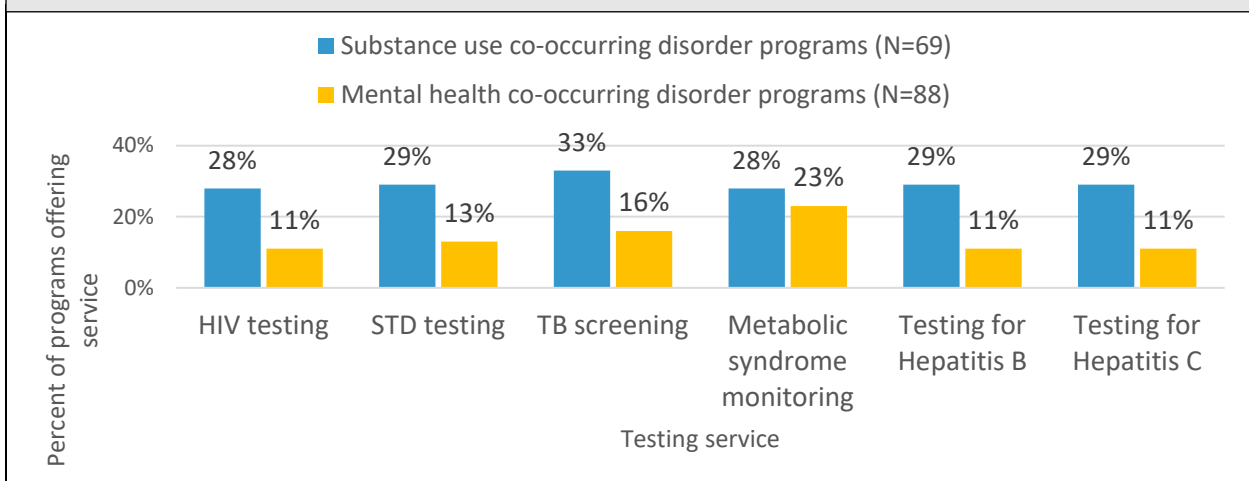 Substance use co-occurring disorder programs (N=69)
Mental health co-occurring disorder programs (N=88)
Percent of programs offering
service
40%
20%
0%
28%
11%
29%
13%
33%
16%
28%
23%
29%
11%
29%
11%
HIV testing
STD testing
TB screening
Metabolic
syndrome
monitoring
Testing for
Hepatitis B
Testing for
Hepatitis C
Testing service